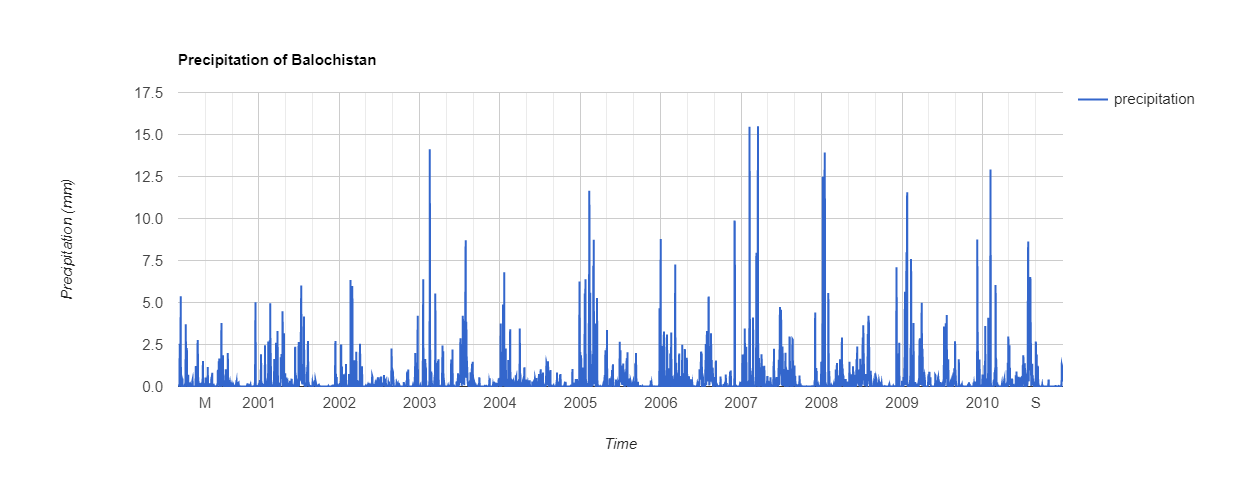 Precipitation of Balochistan
17.5
15.0
12.5
10.0
7.5
5.0
2.5
0.0
Precipitation (mm)
M 2001 2002 2003 2004 2005 2006 2007 2008 2009 2010 S
Time
precipitation